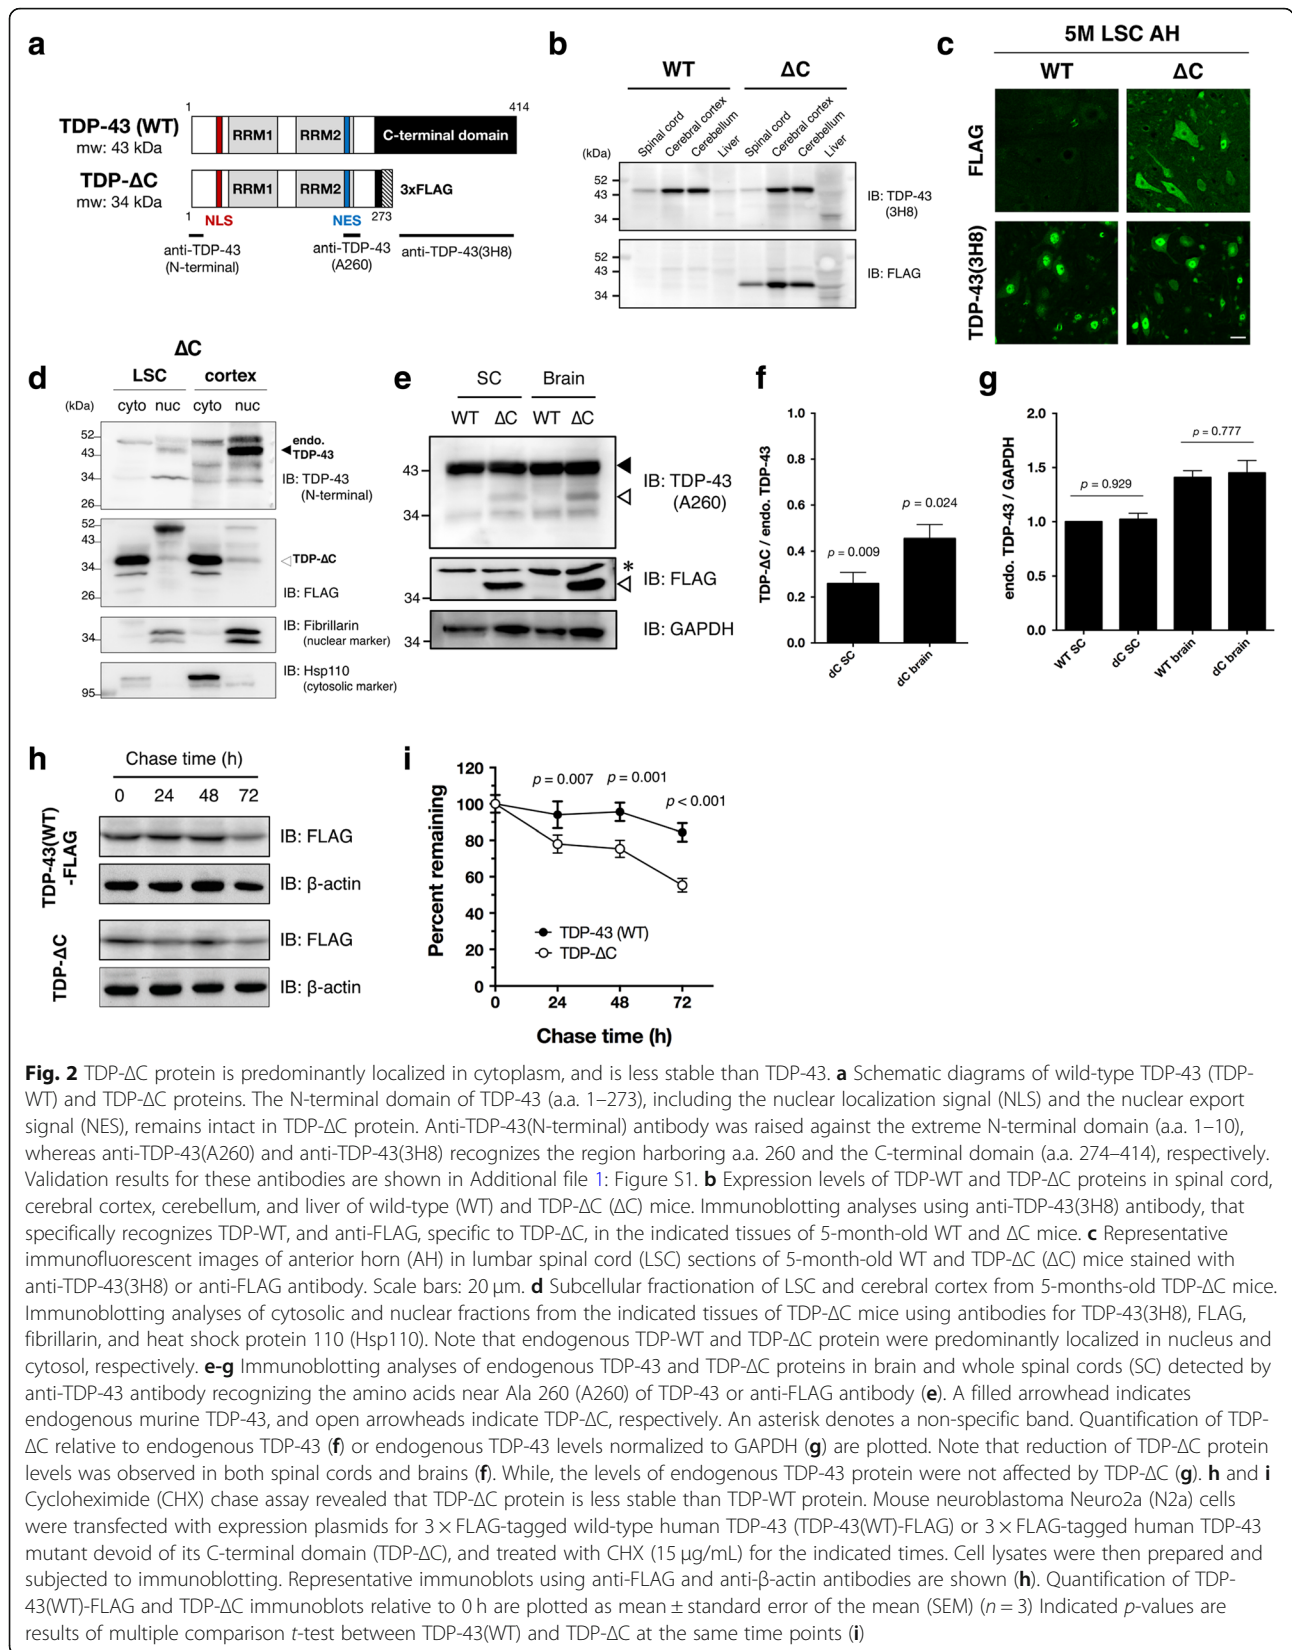 a
1
414
TDP-43 (WT)
mw: 43 kDa
RRM1
RRM2
C-terminal domain
TDP-ΔC
mw: 34 kDa
RRM1
RRM2
3xFLAG
1
NLS
NES
273
anti-TDP-43
(N-terminal)
anti-TDP-43
(A260)
anti-TDP-43(3H8)
b
WT
ΔC
Spinal cord
Cerebral cortex
Cerebellum
Liver
Spinal cord
Cerebral cortex
Cerebellum
Liver
(kDa)
52
43
34
IB: TDP-43
(3H8)
52
43
34
IB: FLAG
c
5M LSC AH
WT
ΔC
FLAG
TDP-43(3H8)
d
ΔC
LSC
cortex
(kDa)
cyto
nuc
cyto
nuc
52
43
34
26
endo.
TDP-43
IB: TDP-43
(N-terminal)
52
43
34
26
TDP-ΔC
IB: FLAG
34
IB: Fibrillarin
(nuclear marker)
95
IB: Hsp110
(cytosolic marker)
e
SC
Brain
WT
ΔC
WT
ΔC
43
34
IB: TDP-43
(A260)
34
*
IB: FLAG
34
IB: GAPDH
f
TDP-ΔC / endo. TDP-43
1.0
0.8
0.6
0.4
0.2
0.0
p = 0.009
p = 0.024
dC SC
dC brain
g
endo. TDP-43 / GAPDH
2.0
1.5
1.0
0.5
0.0
p = 0.929
p = 0.777
WT SC
dC SC
WT brain
dC brain
h
Chase time (h)
0
24
48
72
TDP-43(WT)
-FLAG
IB: FLAG
IB: β-actin
TDP-ΔC
IB: FLAG
IB: β-actin
i
Percent remaining
120
100
80
60
40
20
0
p = 0.007
p = 0.001
p < 0.001
TDP-43 (WT)
TDP-ΔC
0
24
48
72
Chase time (h)
Fig. 2 TDP-ΔC protein is predominantly localized in cytoplasm, and is less stable than TDP-43. a Schematic diagrams of wild-type TDP-43 (TDP-
WT) and TDP-ΔC proteins. The N-terminal domain of TDP-43 (a.a. 1–273), including the nuclear localization signal (NLS) and the nuclear export
signal (NES), remains intact in TDP-ΔC protein. Anti-TDP-43(N-terminal) antibody was raised against the extreme N-terminal domain (a.a. 1–10),
whereas anti-TDP-43(A260) and anti-TDP-43(3H8) recognizes the region harboring a.a. 260 and the C-terminal domain (a.a. 274–414), respectively.
Validation results for these antibodies are shown in Additional file 1: Figure S1. b Expression levels of TDP-WT and TDP-ΔC proteins in spinal cord,
cerebral cortex, cerebellum, and liver of wild-type (WT) and TDP-ΔC (ΔC) mice. Immunoblotting analyses using anti-TDP-43(3H8) antibody, that
specifically recognizes TDP-WT, and anti-FLAG, specific to TDP-ΔC, in the indicated tissues of 5-month-old WT and ΔC mice. c Representative
immunofluorescent images of anterior horn (AH) in lumbar spinal cord (LSC) sections of 5-month-old WT and TDP-ΔC (ΔC) mice stained with
anti-TDP-43(3H8) or anti-FLAG antibody. Scale bars: 20 μm. d Subcellular fractionation of LSC and cerebral cortex from 5-months-old TDP-ΔC mice.
Immunoblotting analyses of cytosolic and nuclear fractions from the indicated tissues of TDP-ΔC mice using antibodies for TDP-43(3H8), FLAG,
fibrillarin, and heat shock protein 110 (Hsp110). Note that endogenous TDP-WT and TDP-ΔC protein were predominantly localized in nucleus and
cytosol, respectively. e-g Immunoblotting analyses of endogenous TDP-43 and TDP-ΔC proteins in brain and whole spinal cords (SC) detected by
anti-TDP-43 antibody recognizing the amino acids near Ala 260 (A260) of TDP-43 or anti-FLAG antibody (e). A filled arrowhead indicates
endogenous murine TDP-43, and open arrowheads indicate TDP-ΔC, respectively. An asterisk denotes a non-specific band. Quantification of TDP-
ΔC relative to endogenous TDP-43 (f) or endogenous TDP-43 levels normalized to GAPDH (g) are plotted. Note that reduction of TDP-ΔC protein
levels was observed in both spinal cords and brains (f). While, the levels of endogenous TDP-43 protein were not affected by TDP-ΔC (g). h and i
Cycloheximide (CHX) chase assay revealed that TDP-ΔC protein is less stable than TDP-WT protein. Mouse neuroblastoma Neuro2a (N2a) cells
were transfected with expression plasmids for 3 × FLAG-tagged wild-type human TDP-43 (TDP-43(WT)-FLAG) or 3 × FLAG-tagged human TDP-43
mutant devoid of its C-terminal domain (TDP-ΔC), and treated with CHX (15 μg/mL) for the indicated times. Cell lysates were then prepared and
subjected to immunoblotting. Representative immunoblots using anti-FLAG and anti-β-actin antibodies are shown (h). Quantification of TDP-
43(WT)-FLAG and TDP-ΔC immunoblots relative to 0 h are plotted as mean ± standard error of the mean (SEM) (n = 3) Indicated p-values are
results of multiple comparison t-test between TDP-43(WT) and TDP-ΔC at the same time points (i)